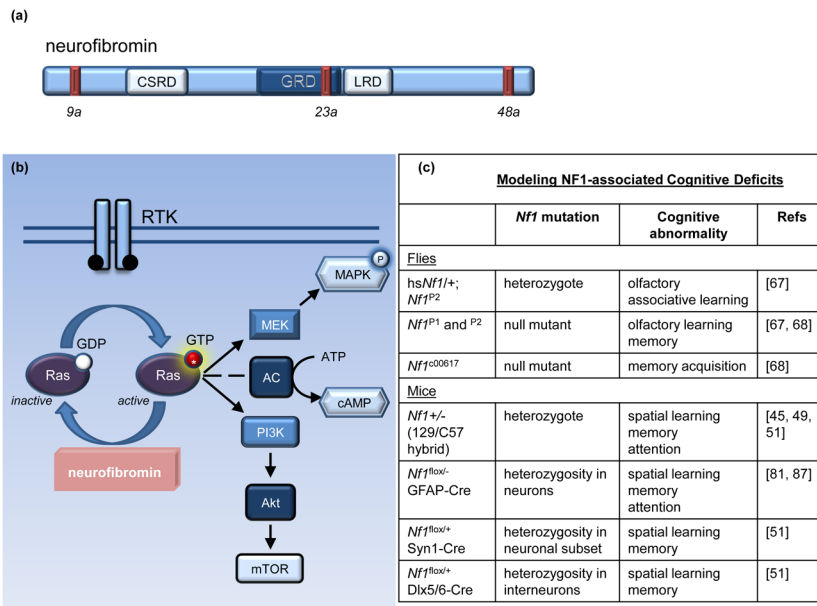 (a)
neurofibromin
CSRD GRD LRD
9a 23a 48a
(b)
RTK
P
MAPK
MEK
GDP GTP
Ras Ras *
inactive active
AC ATP
cAMP
PI3K
neurofibromin
Akt
mTOR
(c)
Modeling NF1-associated Cognitive Deficits
Nf1 mutation Cognitive Refs
abnormality
Flies
hsNf1/+; heterozygote olfactory [67]
Nf1P2 associative learning
Nf1P1 and P2 null mutant olfactory learning [67, 68]
memory
Nf1c00617 null mutant memory acquisition [68]
Mice
Nf1+/- heterozygote spatial learning [45, 49,
(129/C57 memory 51]
hybrid) attention
Nf1flox/- heterozygosity in spatial learning [81, 87]
GFAP-Cre neurons memory
attention
Nf1flox/+ heterozygosity in spatial learning [51]
Syn1-Cre neuronal subset memory
Nf1flox/+ heterozygosity in spatial learning [51]
Dlx5/6-Cre interneurons memory